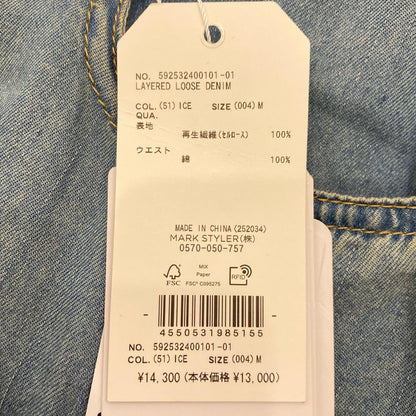 NO. 592532400101-01
LAYERED LOOSE DENIM
COL. (51) ICE SIZE (004) M
QUA.
表地
再生繊維(セルロース) 100%
ウエスト
綿 100%
MADE IN CHINA (252034)
MARK STYLER(株)
0570-050-757
FSC
MIX
Paper
FSC® C095275
RFID
4550531985155
NO. 592532400101-01
COL. (51) ICE SIZE (004) M
¥14,300 (本体価格 ¥13,000)